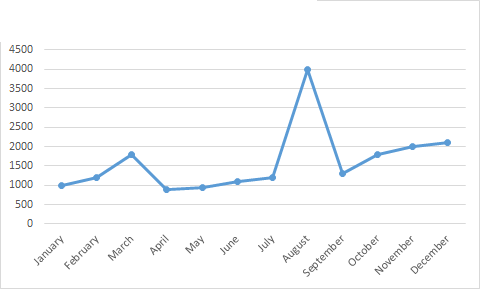 4500
4000
3500
3000
2500
2000
1500
1000
500
0
January
February
March
April
May
June
July
August
September
October
November
December